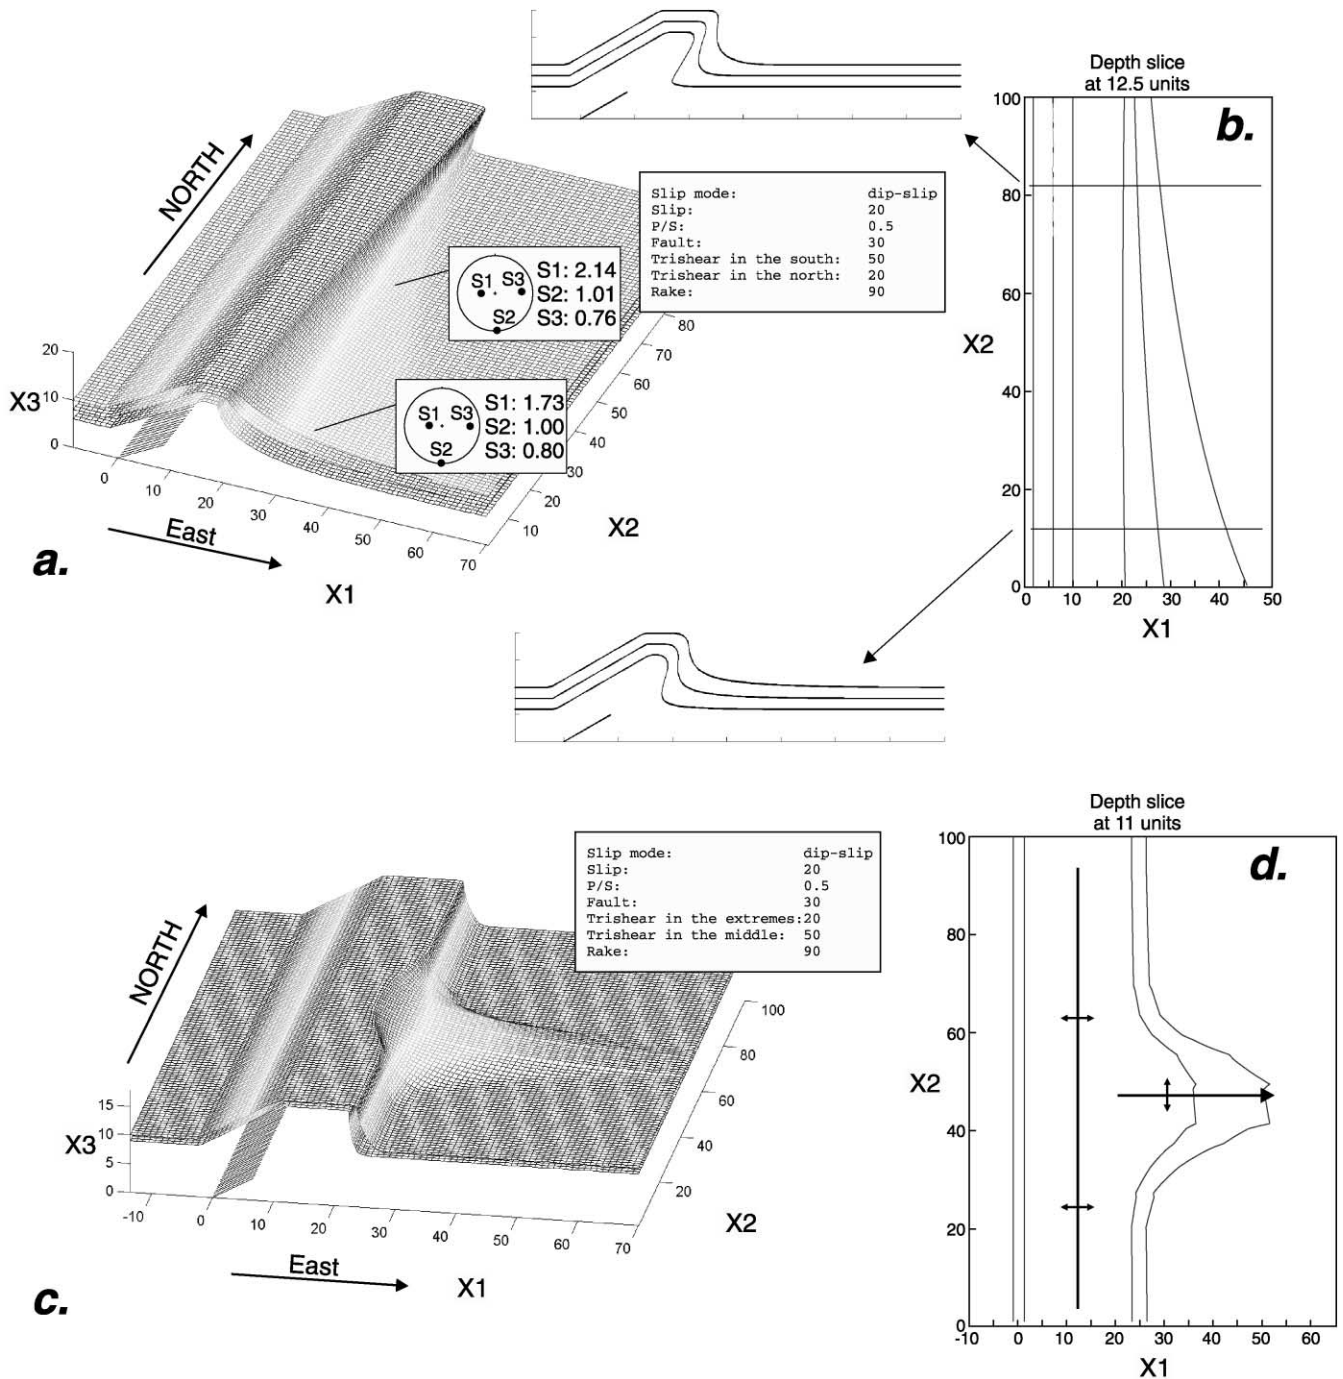 a.
NORTH
X3
20
10
0
0
10
20
30
40
50
60
70
East
X1
10
20
30
40
50
60
70
80
X2
S1 S3
S2
S1: 2.14
S2: 1.01
S3: 0.76
S1 S3
S2
S1: 1.73
S2: 1.00
S3: 0.80
Slip mode: dip-slip
Slip: 20
P/S: 0.5
Fault: 30
Trishear in the south: 50
Trishear in the north: 20
Rake: 90
Depth slice
at 12.5 units
b.
100
80
60
X2
40
20
0
0 10 20 30 40 50
X1
c.
NORTH
X3
15
10
5
0
-10
0
10
20
30
40
50
60
70
East
X1
20
40
60
80
100
X2
Slip mode: dip-slip
Slip: 20
P/S: 0.5
Fault: 30
Trishear in the extremes:20
Trishear in the middle: 50
Rake: 90
Depth slice
at 11 units
d.
100
80
60
X2
40
20
0
-10 0 10 20 30 40 50 60
X1